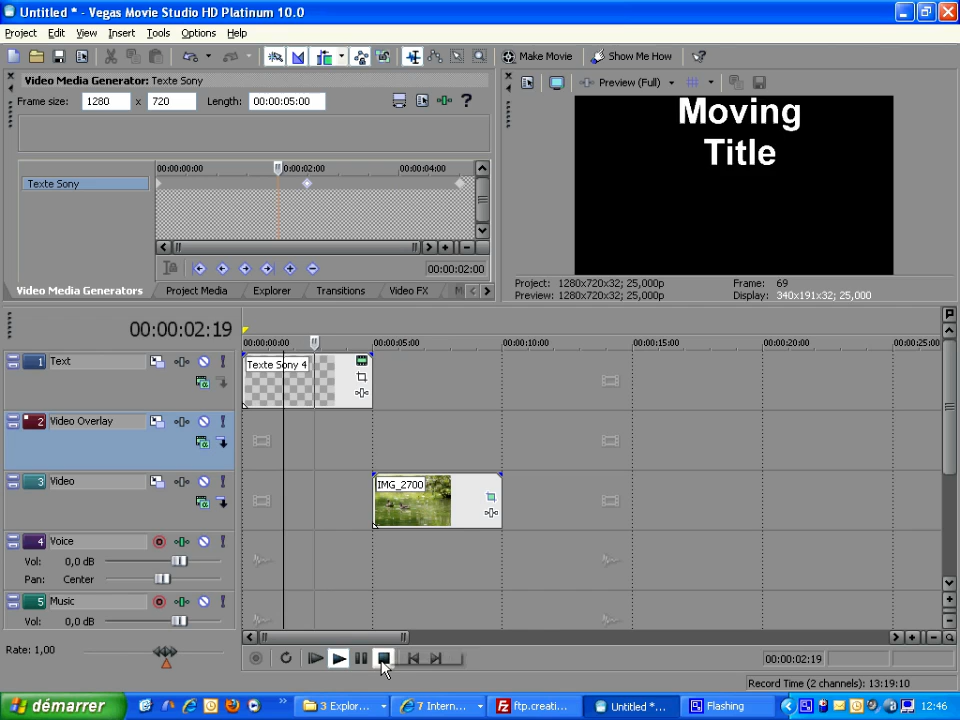 Untitled * - Vegas Movie Studio HD Platinum 10.0
Project Edit View Insert Tools Options Help
Make Movie Show Me How
Video Media Generator: Texte Sony
Frame size: 1280 x 720 Length: 00:00:05:00
Preview (Full)
Moving
Title
00:00:00:00 0:00:02:00 00:00:04:00
Texte Sony
00:00:02:00
Video Media Generators Project Media Explorer Transitions Video FX M
Project: 1280x720x32; 25,000p Frame: 69
Preview: 1280x720x32; 25,000p Display: 340x191x32; 25,000
00:00:02:19
00:00:00:00 00:00:05:00 00:00:10:00 00:00:15:00 00:00:20:00 00:00:25:00
1 Text
Texte Sony 4
2 Video Overlay
3 Video
IMG_2700
4 Voice
Vol: 0,0 dB
Pan: Center
5 Music
Vol: 0,0 dB
Rate: 1,00
00:00:02:19
Record Time (2 channels): 13:19:10
démarrer
3 Explor...
7 Intern...
ftp.creati...
Untitled *...
Flashing
12:46